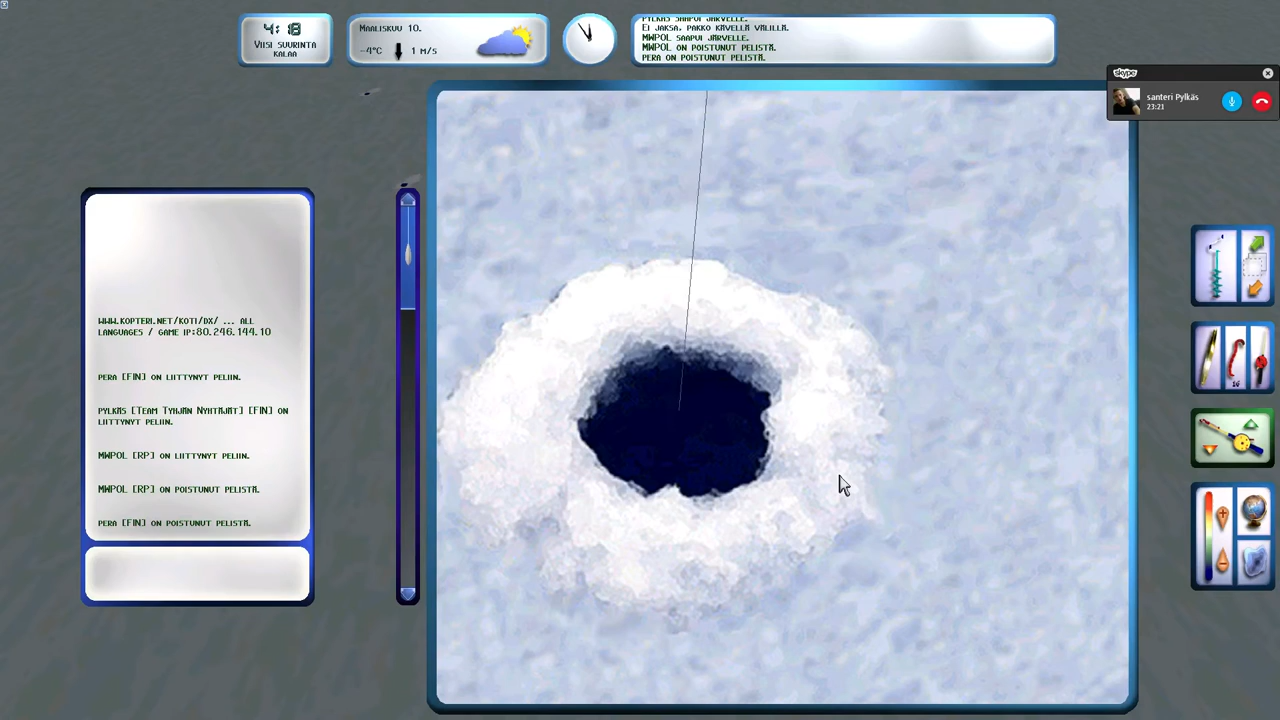 4: 18
Viisi suurinta
kalaa
Maaliskuu 10.
-4°C
1 m/s
Pylkäs saapui järvelle.
Ei jaksa, pakko kävellä välillä.
MWPOL saapui järvelle.
MWPOL on poistunut pelistä.
Pera on poistunut pelistä.
skype
santeri Pylkäs
23:21
www.kopteri.net/koti/dx/ ... all
languages / game ip:80.246.144.10
Pera [FIN] on liittynyt peliin.
Pylkäs [Team Tyhjän Nyhtäjät] [FIN] on
liittynyt peliin.
MWPOL [RP] on liittynyt peliin.
MWPOL [RP] on poistunut pelistä.
Pera [FIN] on poistunut pelistä.
16